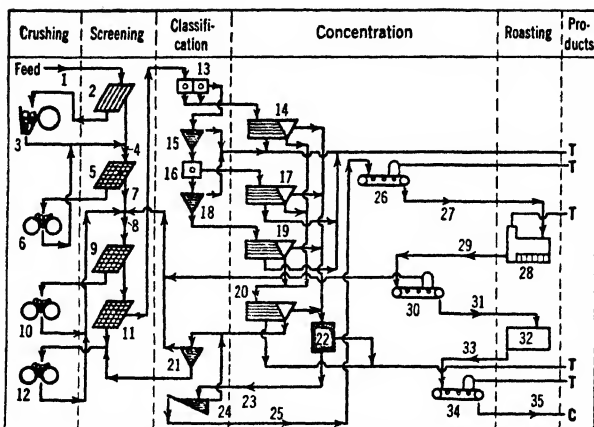 Crushing Screening Classifi- Concentration Roasting Pro-
cation ducts
Feed 1 2 13
14
3 4 15 T
5 16 17 26 T
7 18 27 T
6 8 19 29 28
9 20 30 31
10 11 22 33 32
21 T
12 23 T
24 25 34 35 C